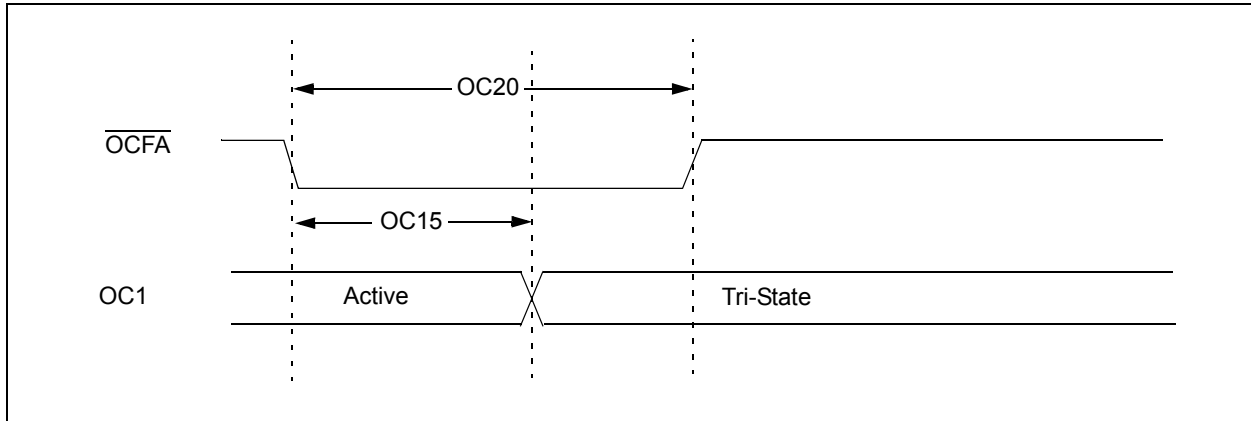 OC20
OCFA
OC15
OC1
Active
Tri-State